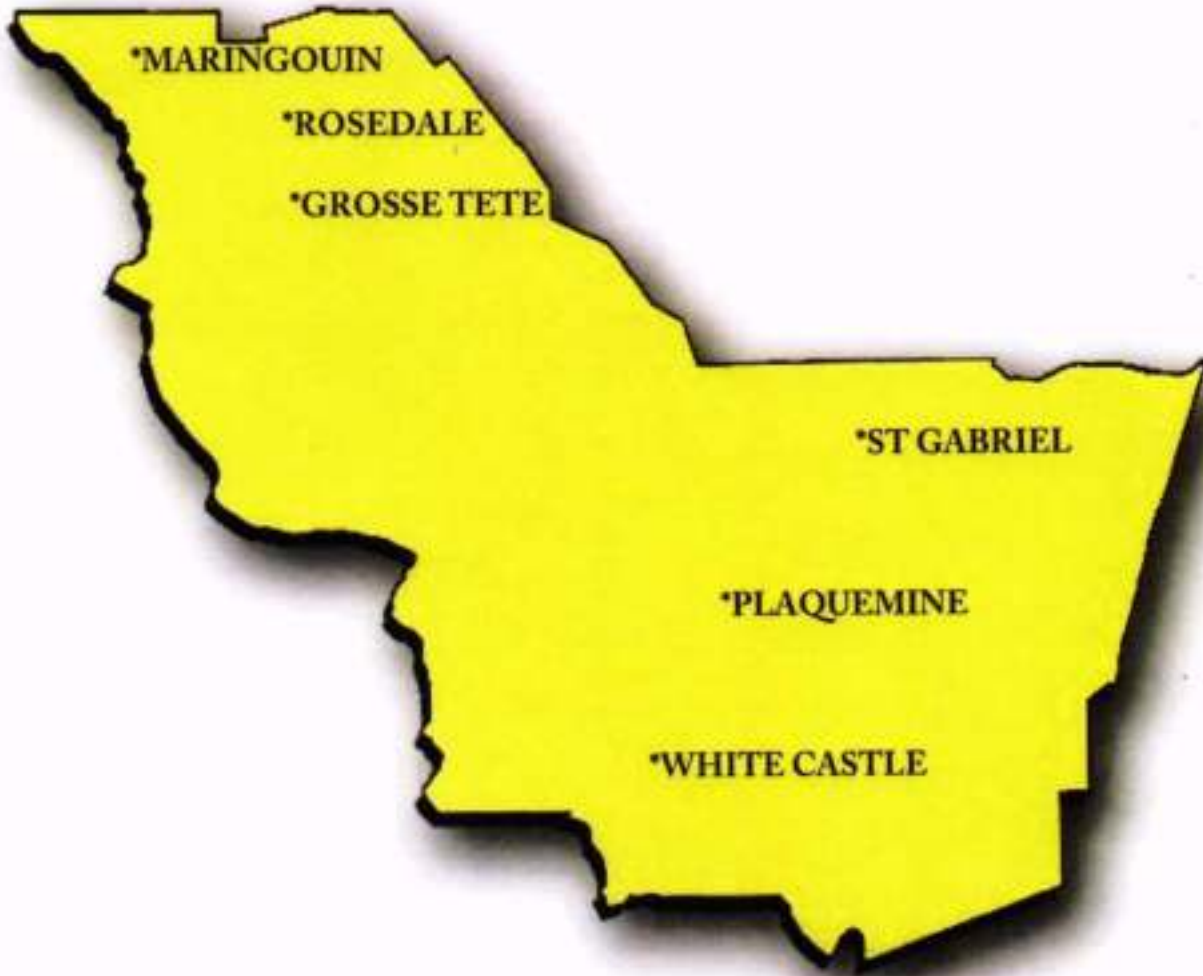 *MARINGOUIN
*ROSEDALE
*GROSSE TETE
*ST GABRIEL
*PLAQUEMINE
*WHITE CASTLE